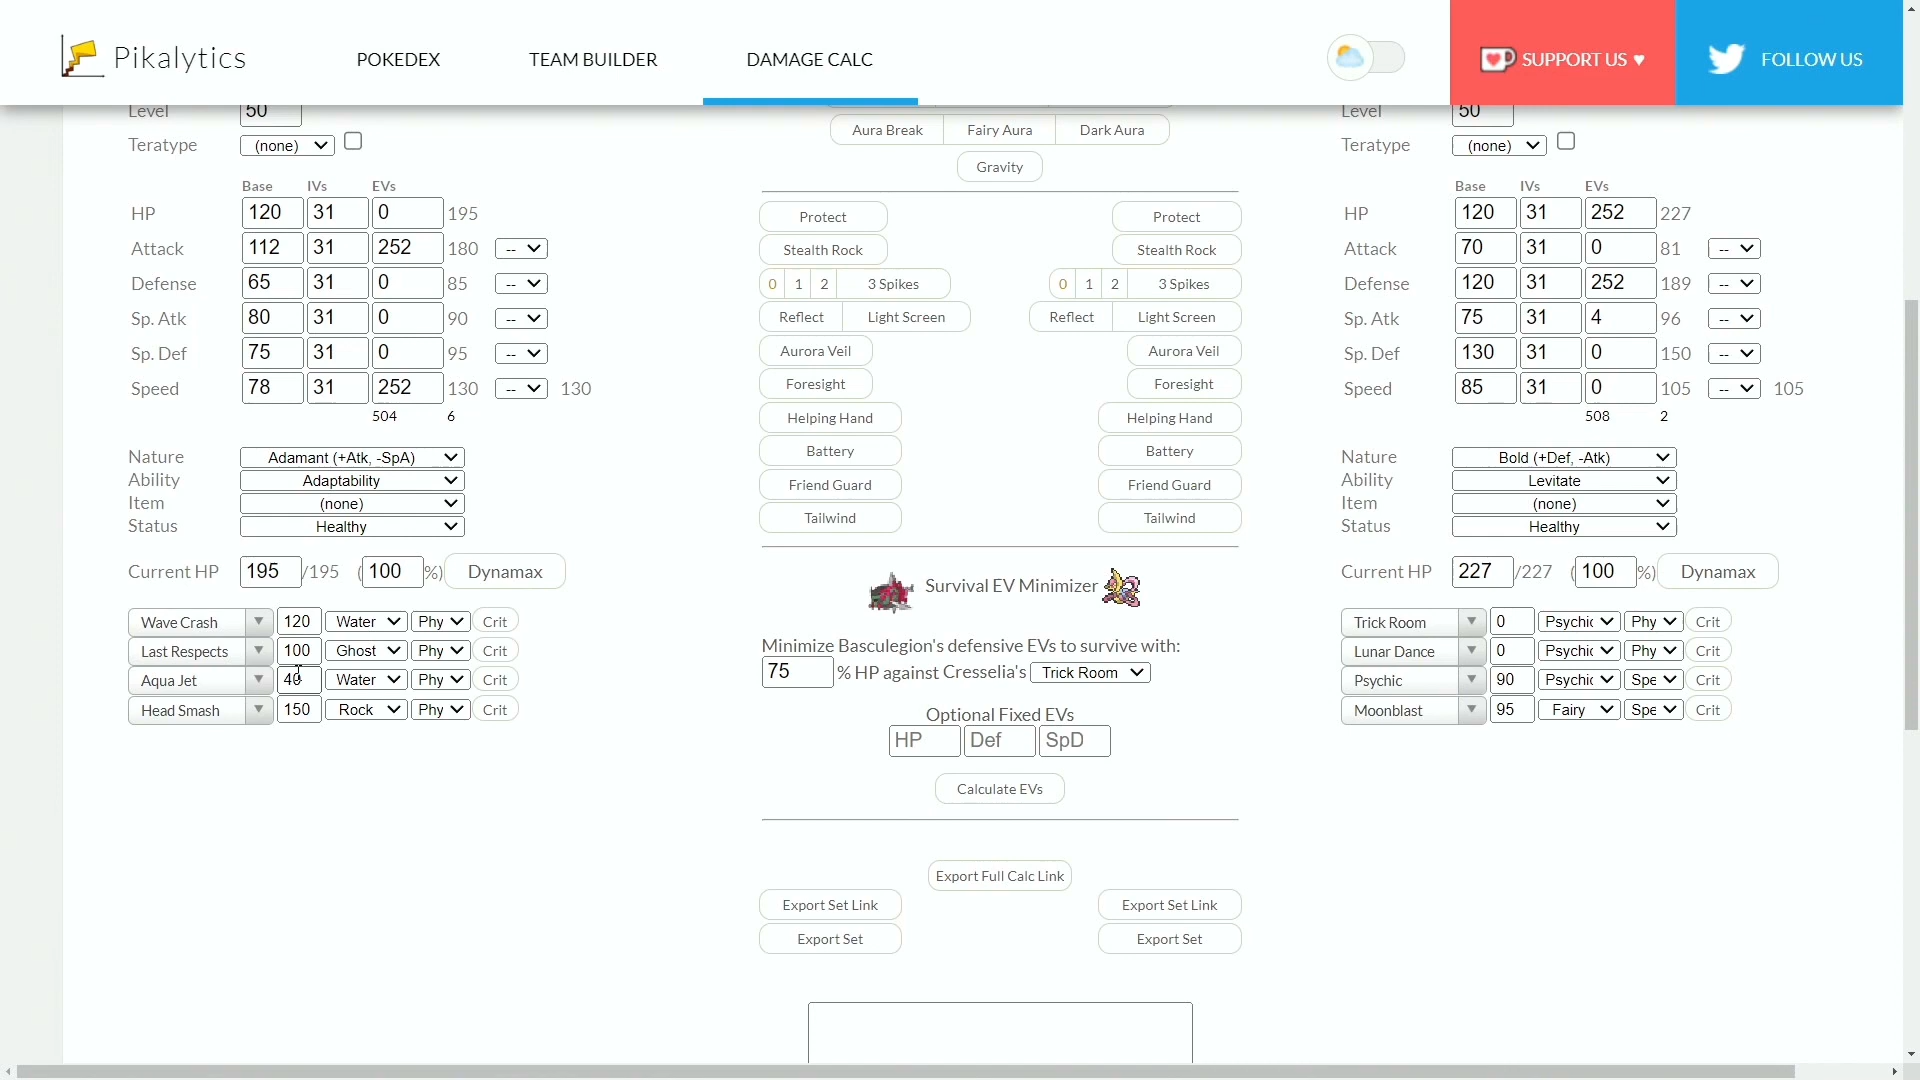 Pikalytics
POKEDEX
TEAM BUILDER
DAMAGE CALC
SUPPORT US ♥
FOLLOW US
Level 50
Teratype (none)
Base IVs EVs
HP 120 31 0 195
Attack 112 31 252 180 --
Defense 65 31 0 85 --
Sp. Atk 80 31 0 90 --
Sp. Def 75 31 0 95 --
Speed 78 31 252 130 -- 130
504 6
Nature Adamant (+Atk, -SpA)
Ability Adaptability
Item (none)
Status Healthy
Current HP 195 /195 ( 100 %) Dynamax
Wave Crash 120 Water Phy Crit
Last Respects 100 Ghost Phy Crit
Aqua Jet 40 Water Phy Crit
Head Smash 150 Rock Phy Crit
Aura Break Fairy Aura Dark Aura
Gravity
Protect Protect
Stealth Rock Stealth Rock
0 1 2 3 Spikes 0 1 2 3 Spikes
Reflect Light Screen Reflect Light Screen
Aurora Veil Aurora Veil
Foresight Foresight
Helping Hand Helping Hand
Battery Battery
Friend Guard Friend Guard
Tailwind Tailwind
Survival EV Minimizer
Minimize Basculegion's defensive EVs to survive with:
75 % HP against Cresselia's Trick Room
Optional Fixed EVs
HP Def SpD
Calculate EVs
Export Full Calc Link
Export Set Link Export Set Link
Export Set Export Set
Level 50
Teratype (none)
Base IVs EVs
HP 120 31 252 227
Attack 70 31 0 81 --
Defense 120 31 252 189 --
Sp. Atk 75 31 4 96 --
Sp. Def 130 31 0 150 --
Speed 85 31 0 105 -- 105
508 2
Nature Bold (+Def, -Atk)
Ability Levitate
Item (none)
Status Healthy
Current HP 227 /227 ( 100 %) Dynamax
Trick Room 0 Psychic Phy Crit
Lunar Dance 0 Psychic Phy Crit
Psychic 90 Psychic Spe Crit
Moonblast 95 Fairy Spe Crit